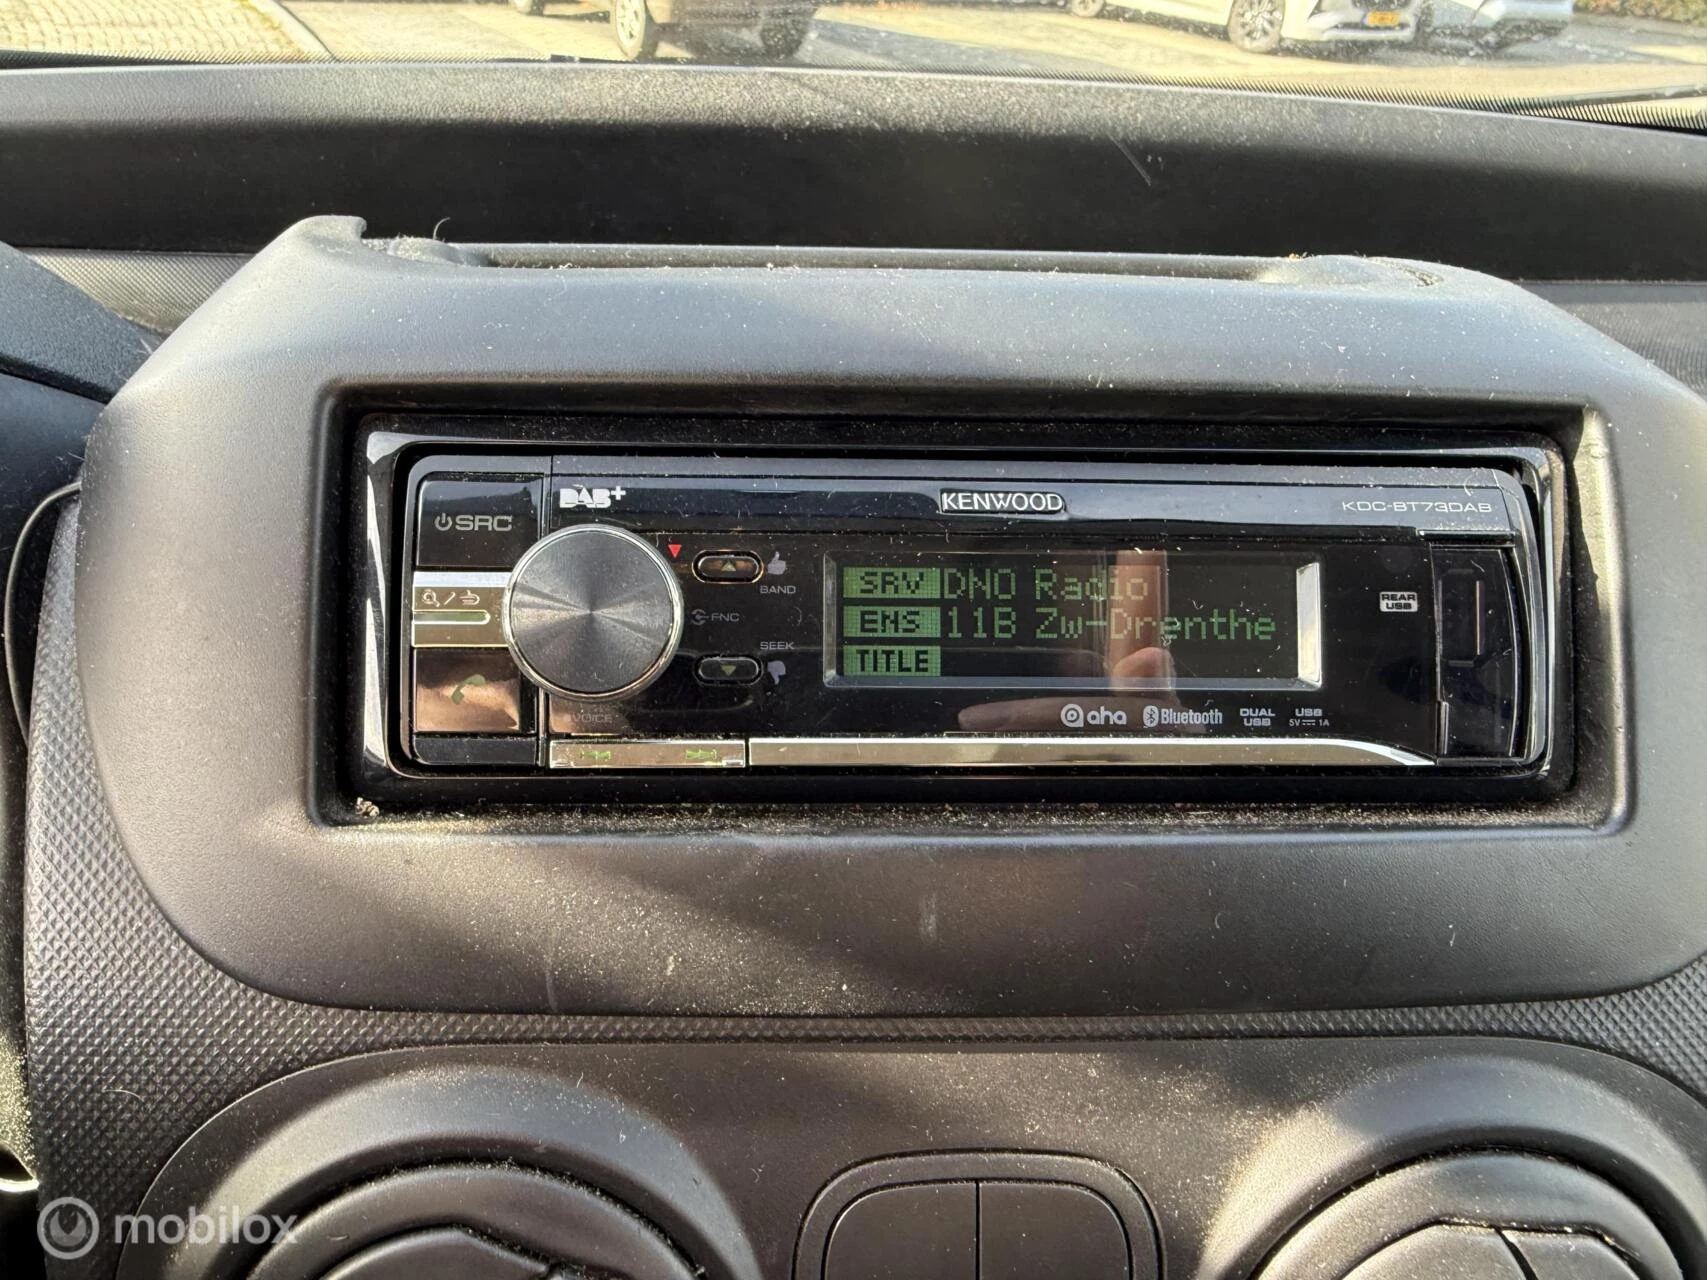 DAB+
KENWOOD
KDC-BT73DAB
SRC
BAND
FNC
SEEK
VOICE
SRV DNO Radio
ENS 11B Zw-Drenthe
TITLE
REAR
USB
aha
Bluetooth
DUAL
USB
USB
5V 1A
mobilox